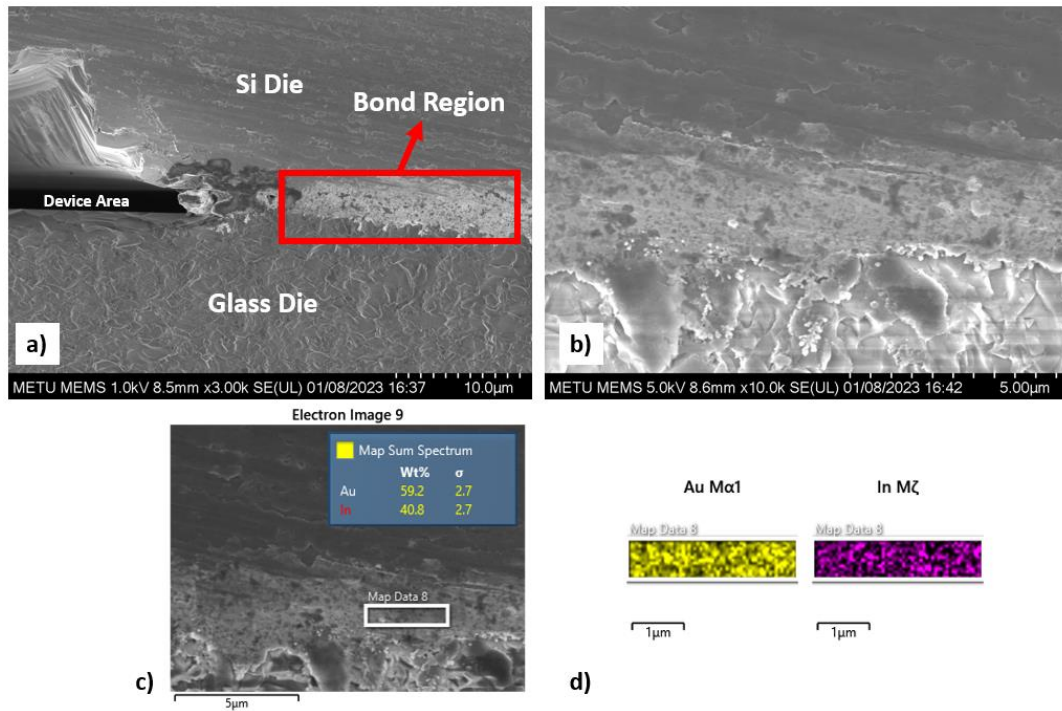 Si Die
Bond Region
Device Area
Glass Die
a)
METU MEMS 1.0kV 8.5mm x3.00k SE(UL) 01/08/2023 16:37 10.0µm
b)
METU MEMS 5.0kV 8.6mm x10.0k SE(UL) 01/08/2023 16:42 5.00µm
Electron Image 9
Map Sum Spectrum
Wt% σ
Au 59.2 2.7
In 40.8 2.7
Map Data 8
c)
5µm
Au Mα1 In Mζ
Map Data 8 Map Data 8
1µm 1µm
d)